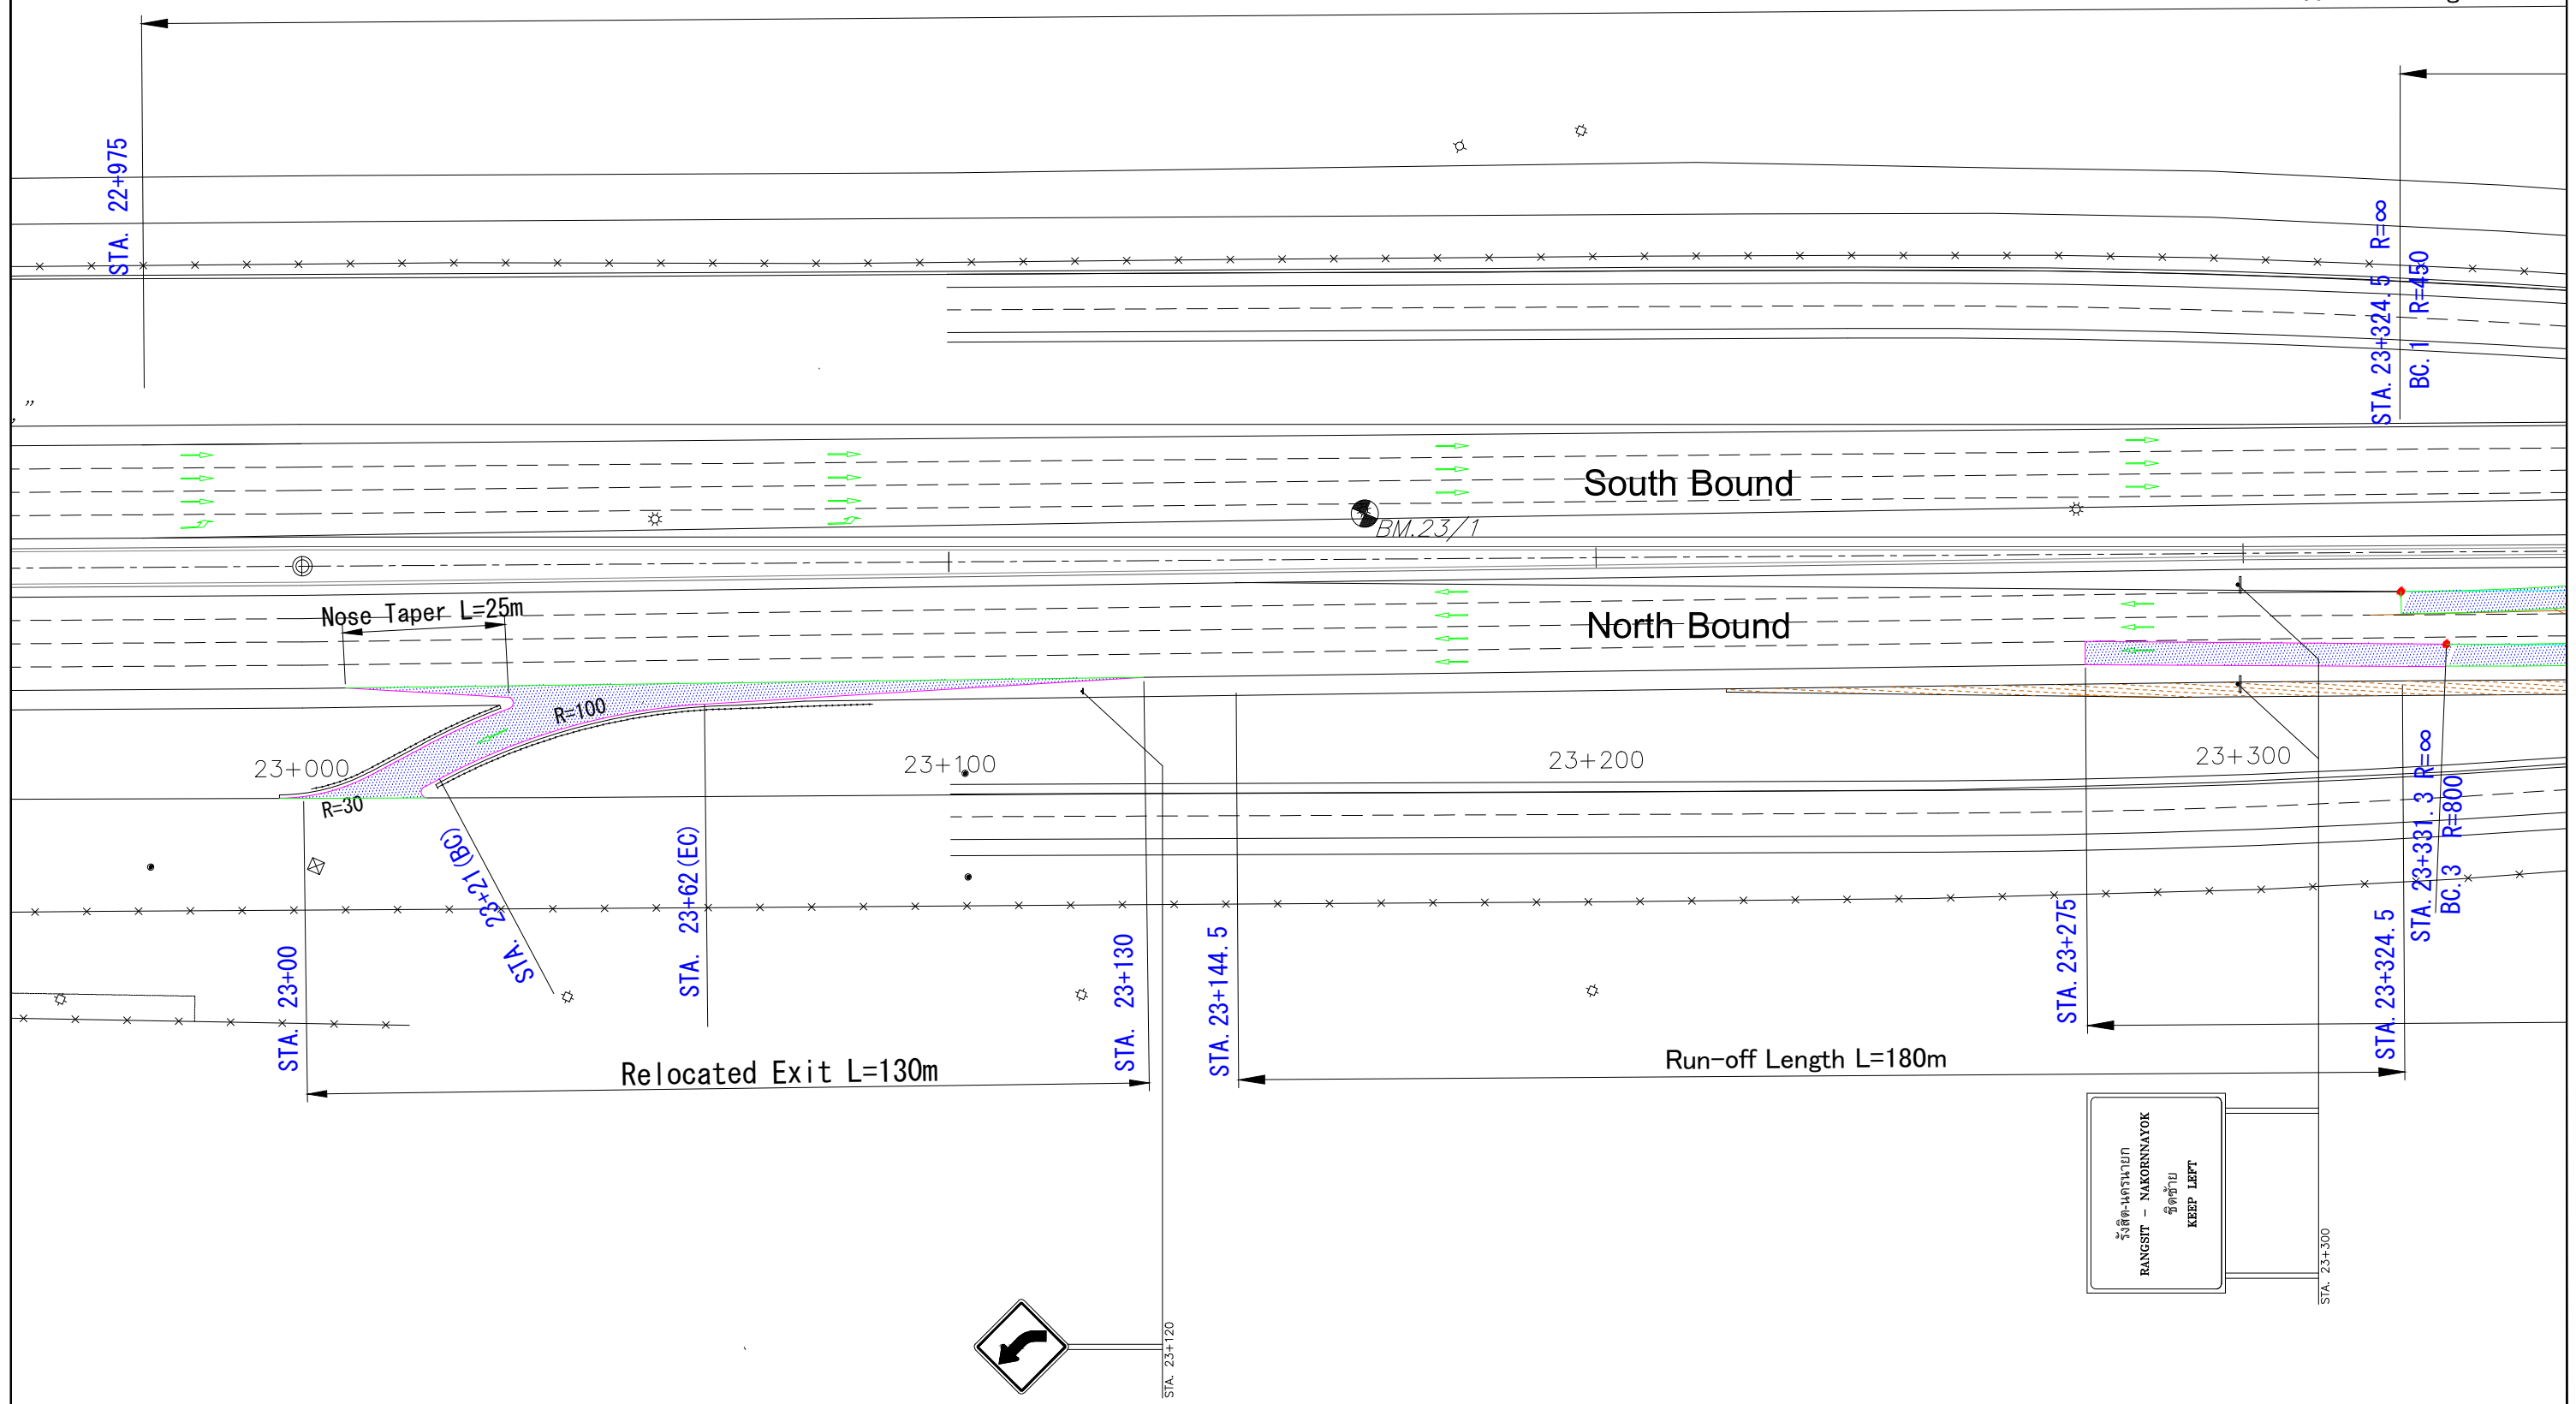 STA. 22+975
STA. 23+324.5 R=∞
BC. 1 R=450
South Bound
BM.23/1
Nose Taper L=25m
North Bound
R=100
23+000
23+100
23+200
23+300
R=30
STA. 23+21(BC)
STA. 23+62(EC)
STA. 23+00
STA. 23+130
STA. 23+144.5
STA. 23+275
STA. 23+324.5
STA. 23+331.3 R=∞
BC. 3 R=800
Relocated Exit L=130m
Run-off Length L=180m
รังสิต-นครนายก
RANGSIT - NAKORNNAYOK
ชิดซ้าย
KEEP LEFT
STA. 23+300
STA. 23+120